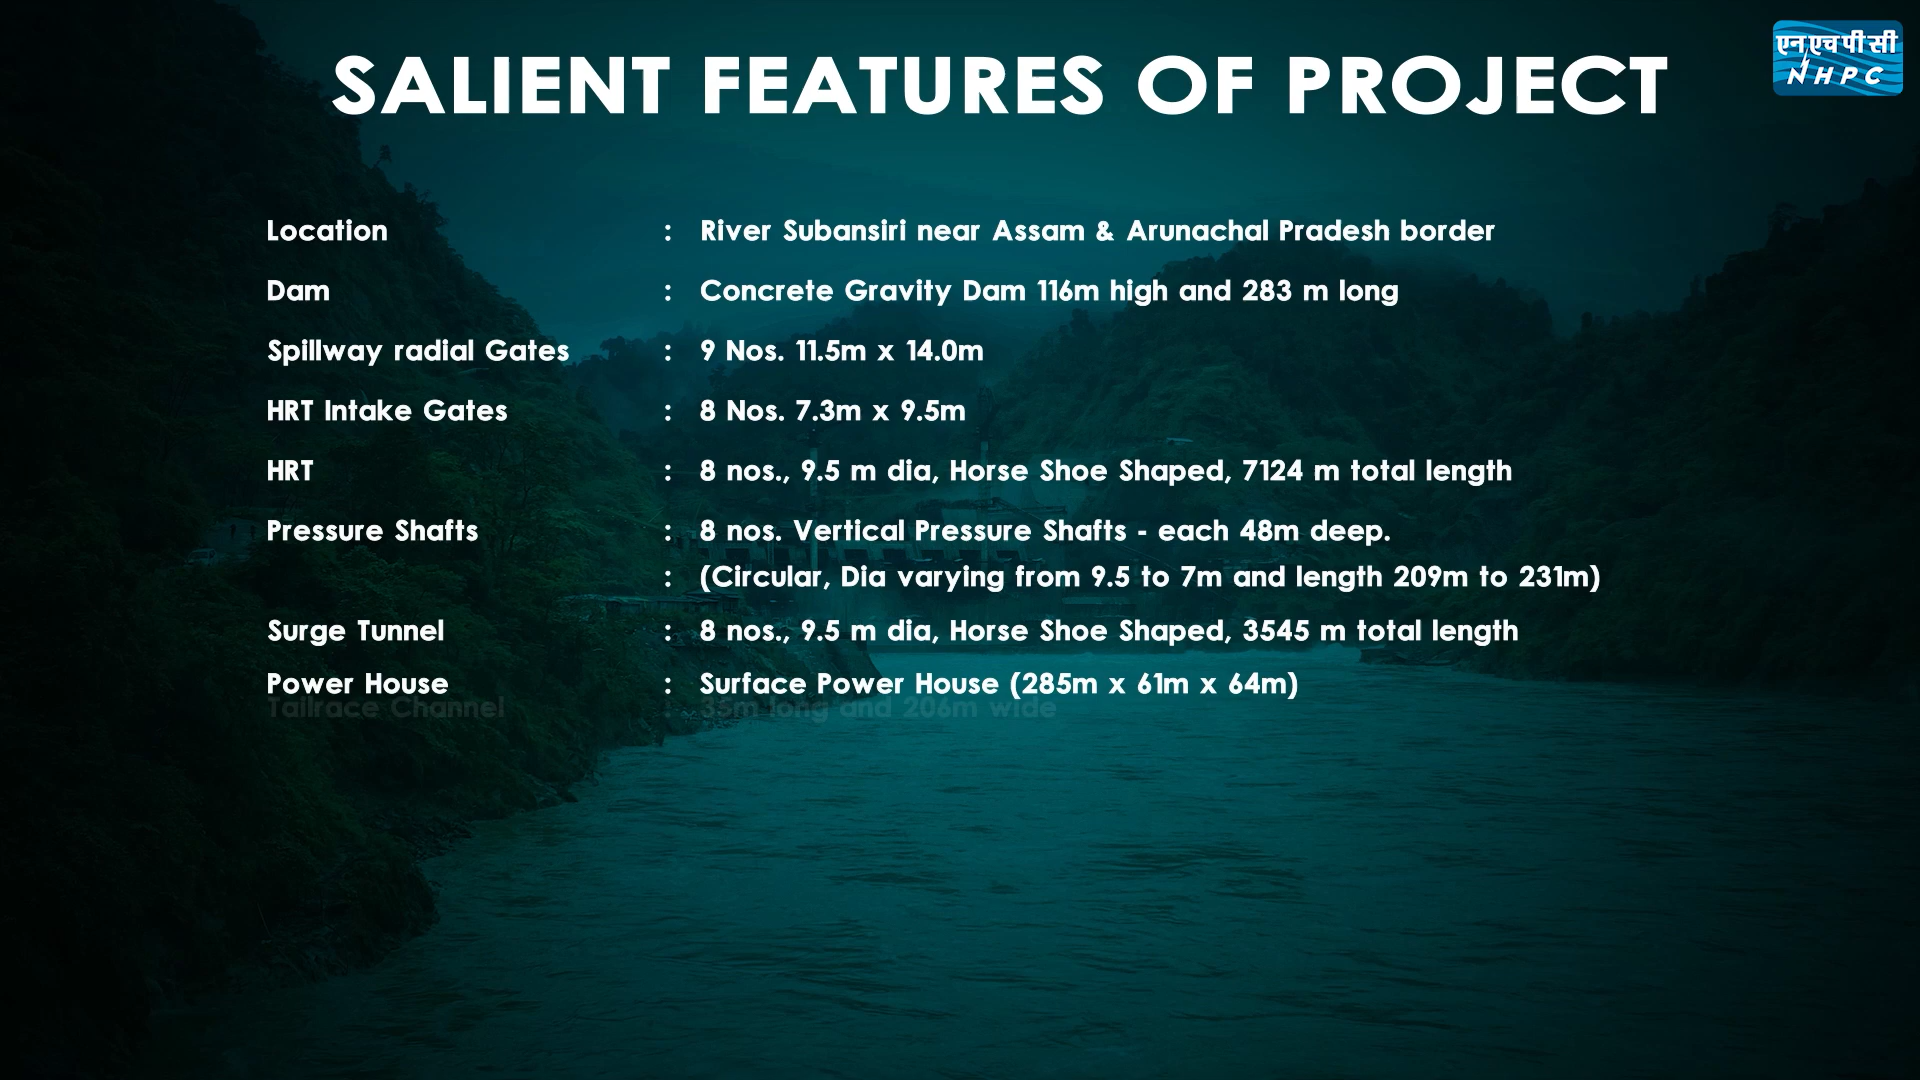 एनएचपीसी
NHPC
SALIENT FEATURES OF PROJECT
Location : River Subansiri near Assam & Arunachal Pradesh border
Dam : Concrete Gravity Dam 116m high and 283 m long
Spillway radial Gates : 9 Nos. 11.5m x 14.0m
HRT Intake Gates : 8 Nos. 7.3m x 9.5m
HRT : 8 nos., 9.5 m dia, Horse Shoe Shaped, 7124 m total length
Pressure Shafts : 8 nos. Vertical Pressure Shafts - each 48m deep.
: (Circular, Dia varying from 9.5 to 7m and length 209m to 231m)
Surge Tunnel : 8 nos., 9.5 m dia, Horse Shoe Shaped, 3545 m total length
Power House : Surface Power House (285m x 61m x 64m)
Tailrace Channel : 35m long and 206m wide